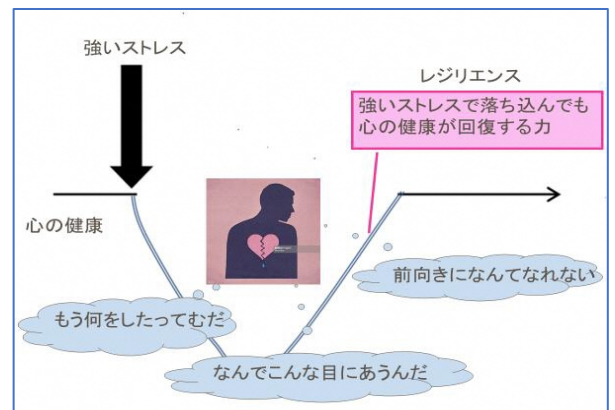 強いストレス
レジリエンス
強いストレスで落ち込んでも
心の健康が回復する力
心の健康
前向きになんてなれない
もう何をしたってむだ
なんでこんな目にあうんだ